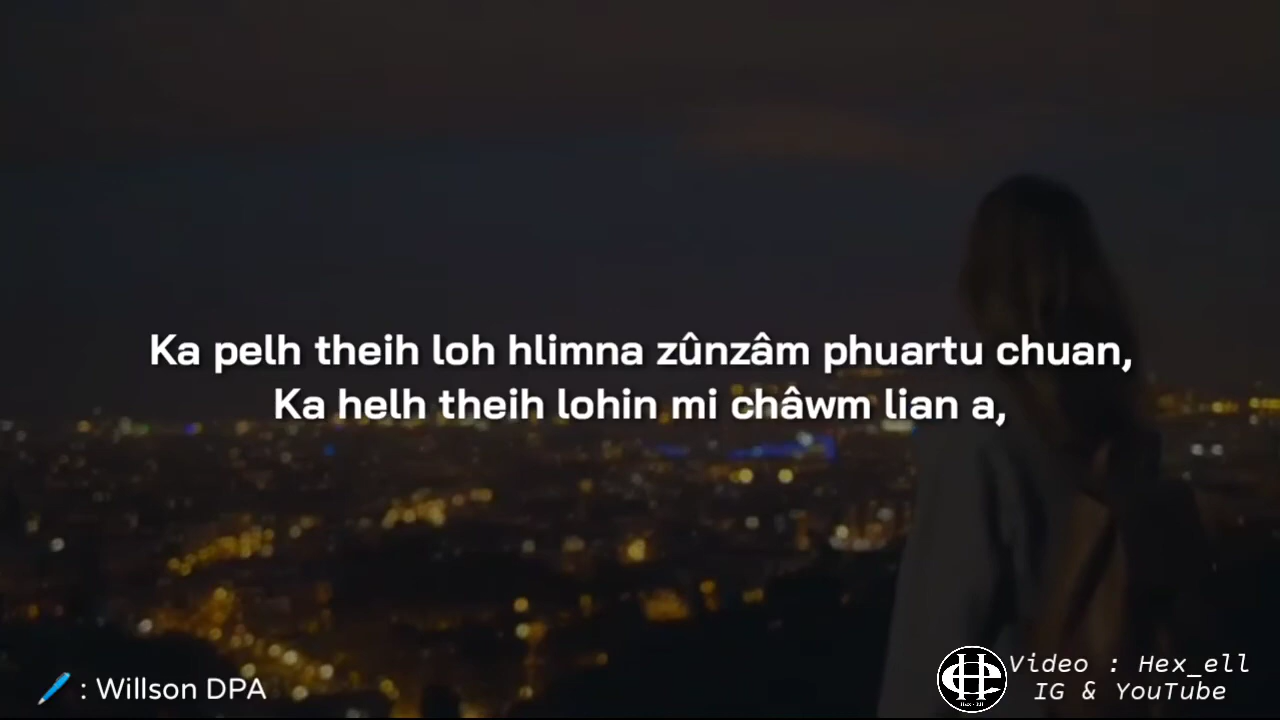 Ka pelh theih loh hlimna zûnzâm phuartu chuan,
Ka helh theih lohin mi châwm lian a,
: Willson DPA
Video : Hex_ell
IG & YouTube